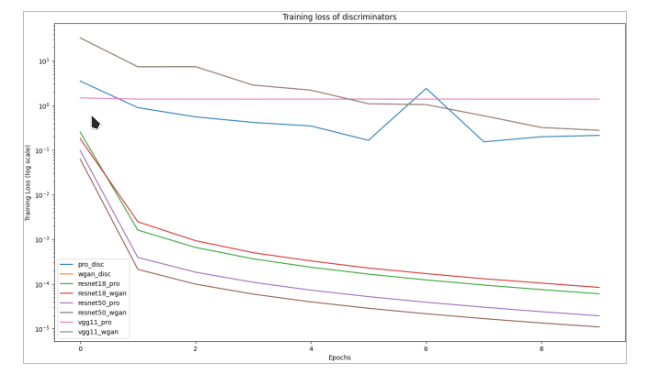 Training loss of discriminators
Training Loss (log scale)
10¹
10⁰
10⁻¹
10⁻²
10⁻³
10⁻⁴
10⁻⁵
pro_disc
wgan_disc
resnet18_pro
resnet18_wgan
resnet50_pro
resnet50_wgan
vgg11_pro
vgg11_wgan
0 2 4 6 8
Epochs